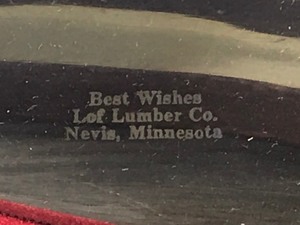 Best Wishes
Lof Lumber Co.
Nevis, Minnesota